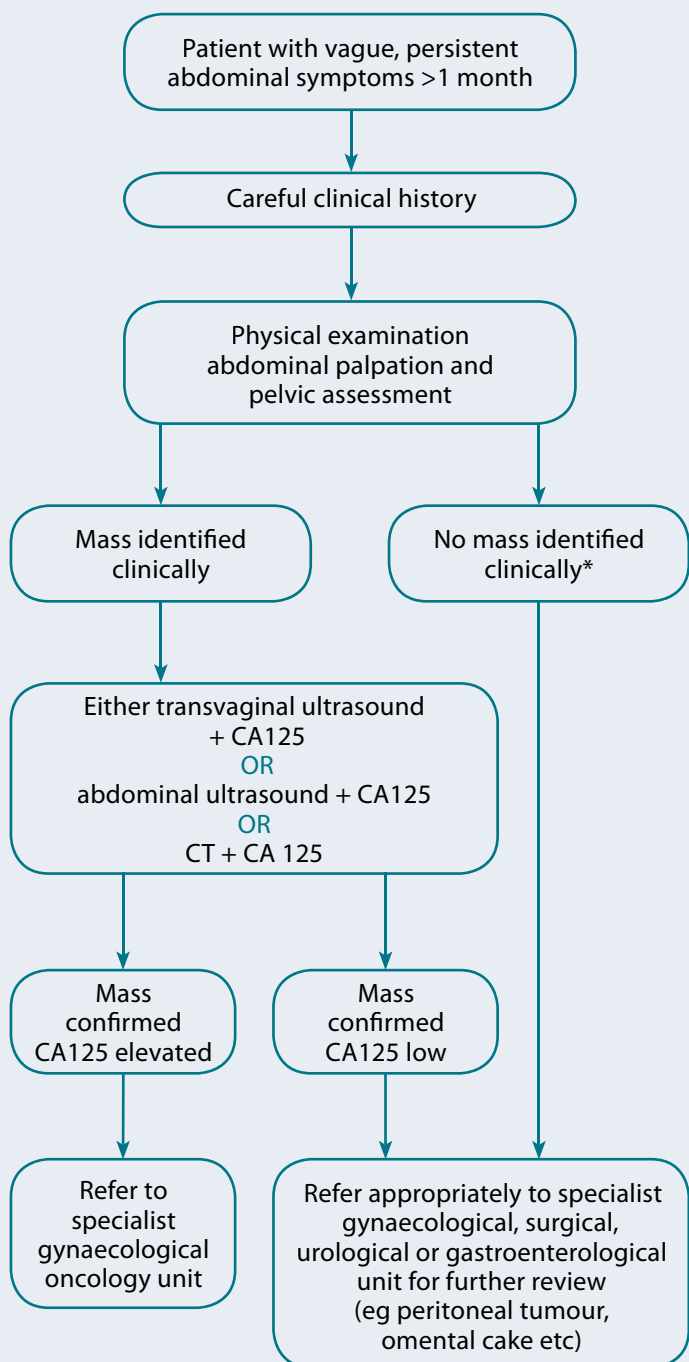 Patient with vague, persistent
abdominal symptoms >1 month
Careful clinical history
Physical examination
abdominal palpation and
pelvic assessment
Mass identified
clinically
No mass identified
clinically*
Either transvaginal ultrasound
+ CA125
OR
abdominal ultrasound + CA125
OR
CT + CA 125
Mass
confirmed
CA125 elevated
Mass
confirmed
CA125 low
Refer to
specialist
gynaecological
oncology unit
Refer appropriately to specialist
gynaecological, surgical,
urological or gastroenterological
unit for further review
(eg peritoneal tumour,
omental cake etc)